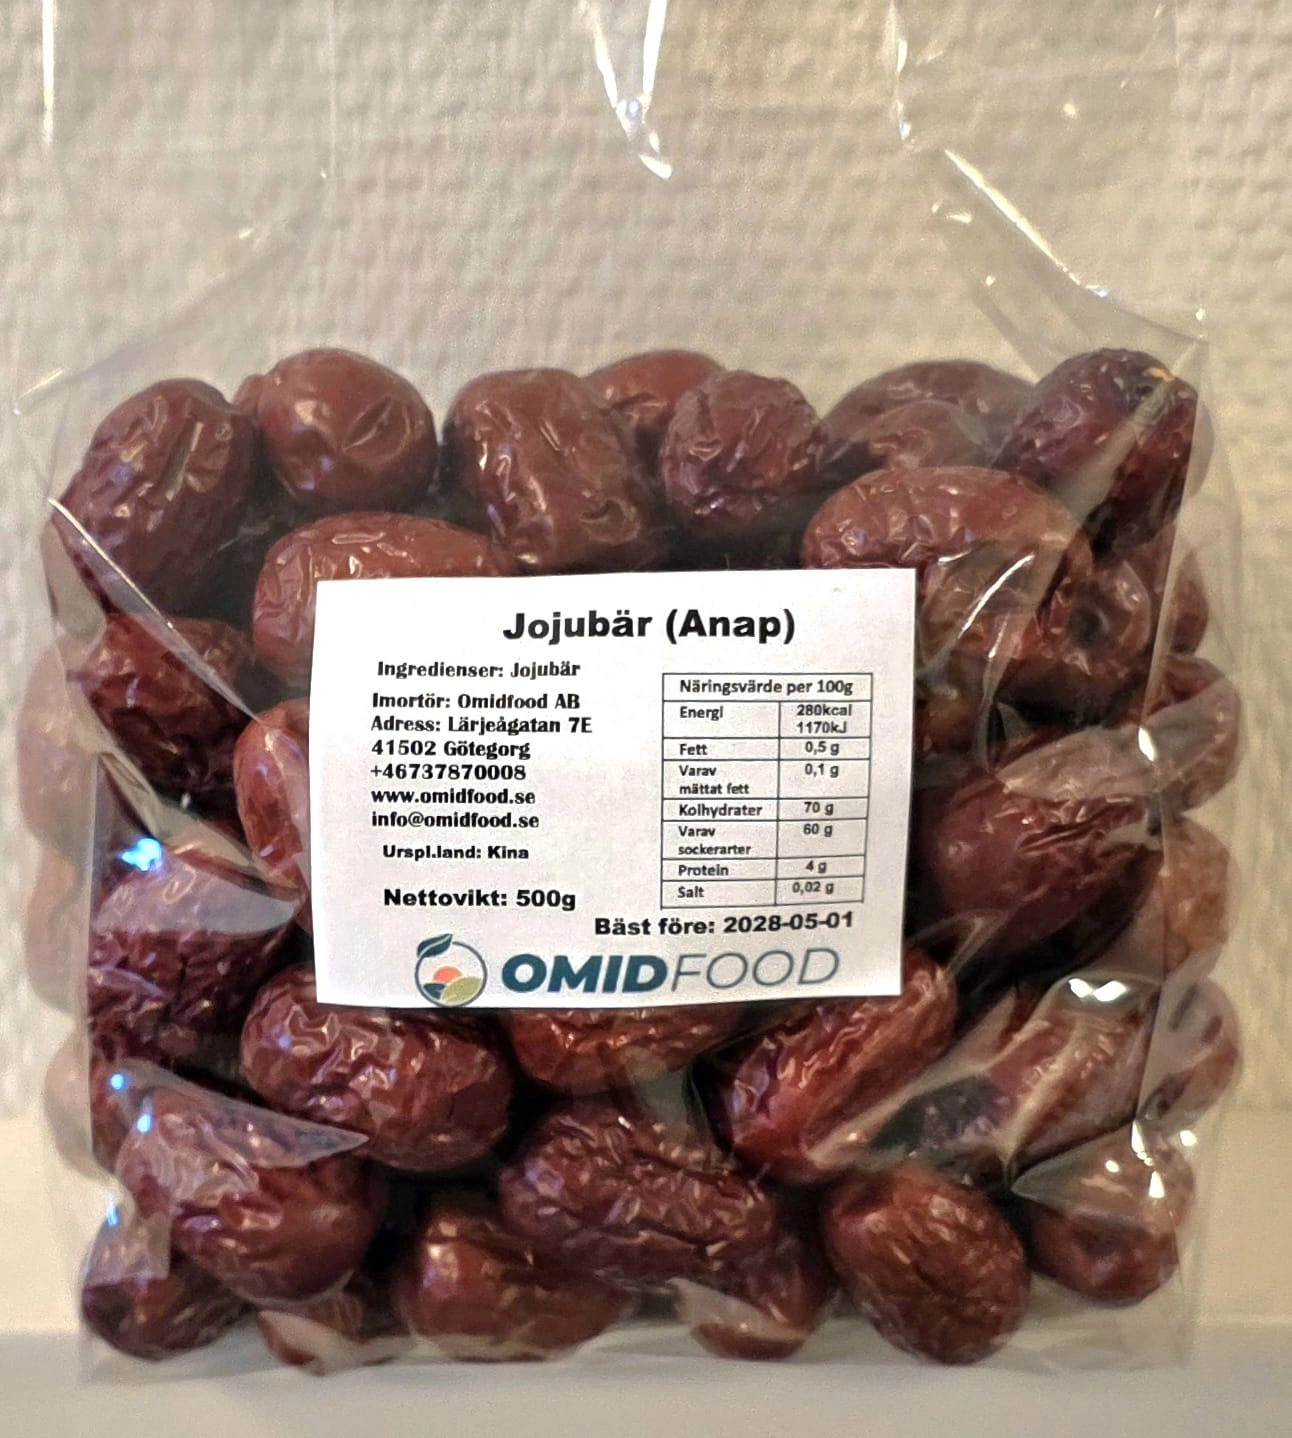 Jojubär (Anap)
Ingredienser: Jojubär
Imortör: Omidfood AB
Adress: Lärjeågatan 7E
41502 Götegorg
+46737870008
www.omidfood.se
info@omidfood.se
Urspl.land: Kina
Nettovikt: 500g
Näringsvärde per 100g
Energi 280kcal
1170kJ
Fett 0,5 g
Varav 0,1 g
mättat fett
Kolhydrater 70 g
Varav 60 g
sockerarter
Protein 4 g
Salt 0,02 g
Bäst före: 2028-05-01
OMIDFOOD